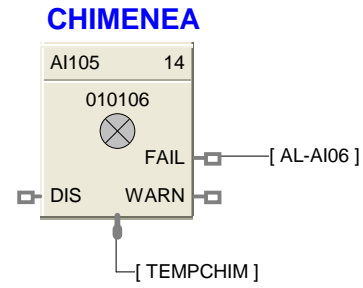 CHIMENEA
AI105 14
010106
FAIL [ AL-AI06 ]
DIS WARN
[ TEMPCHIM ]